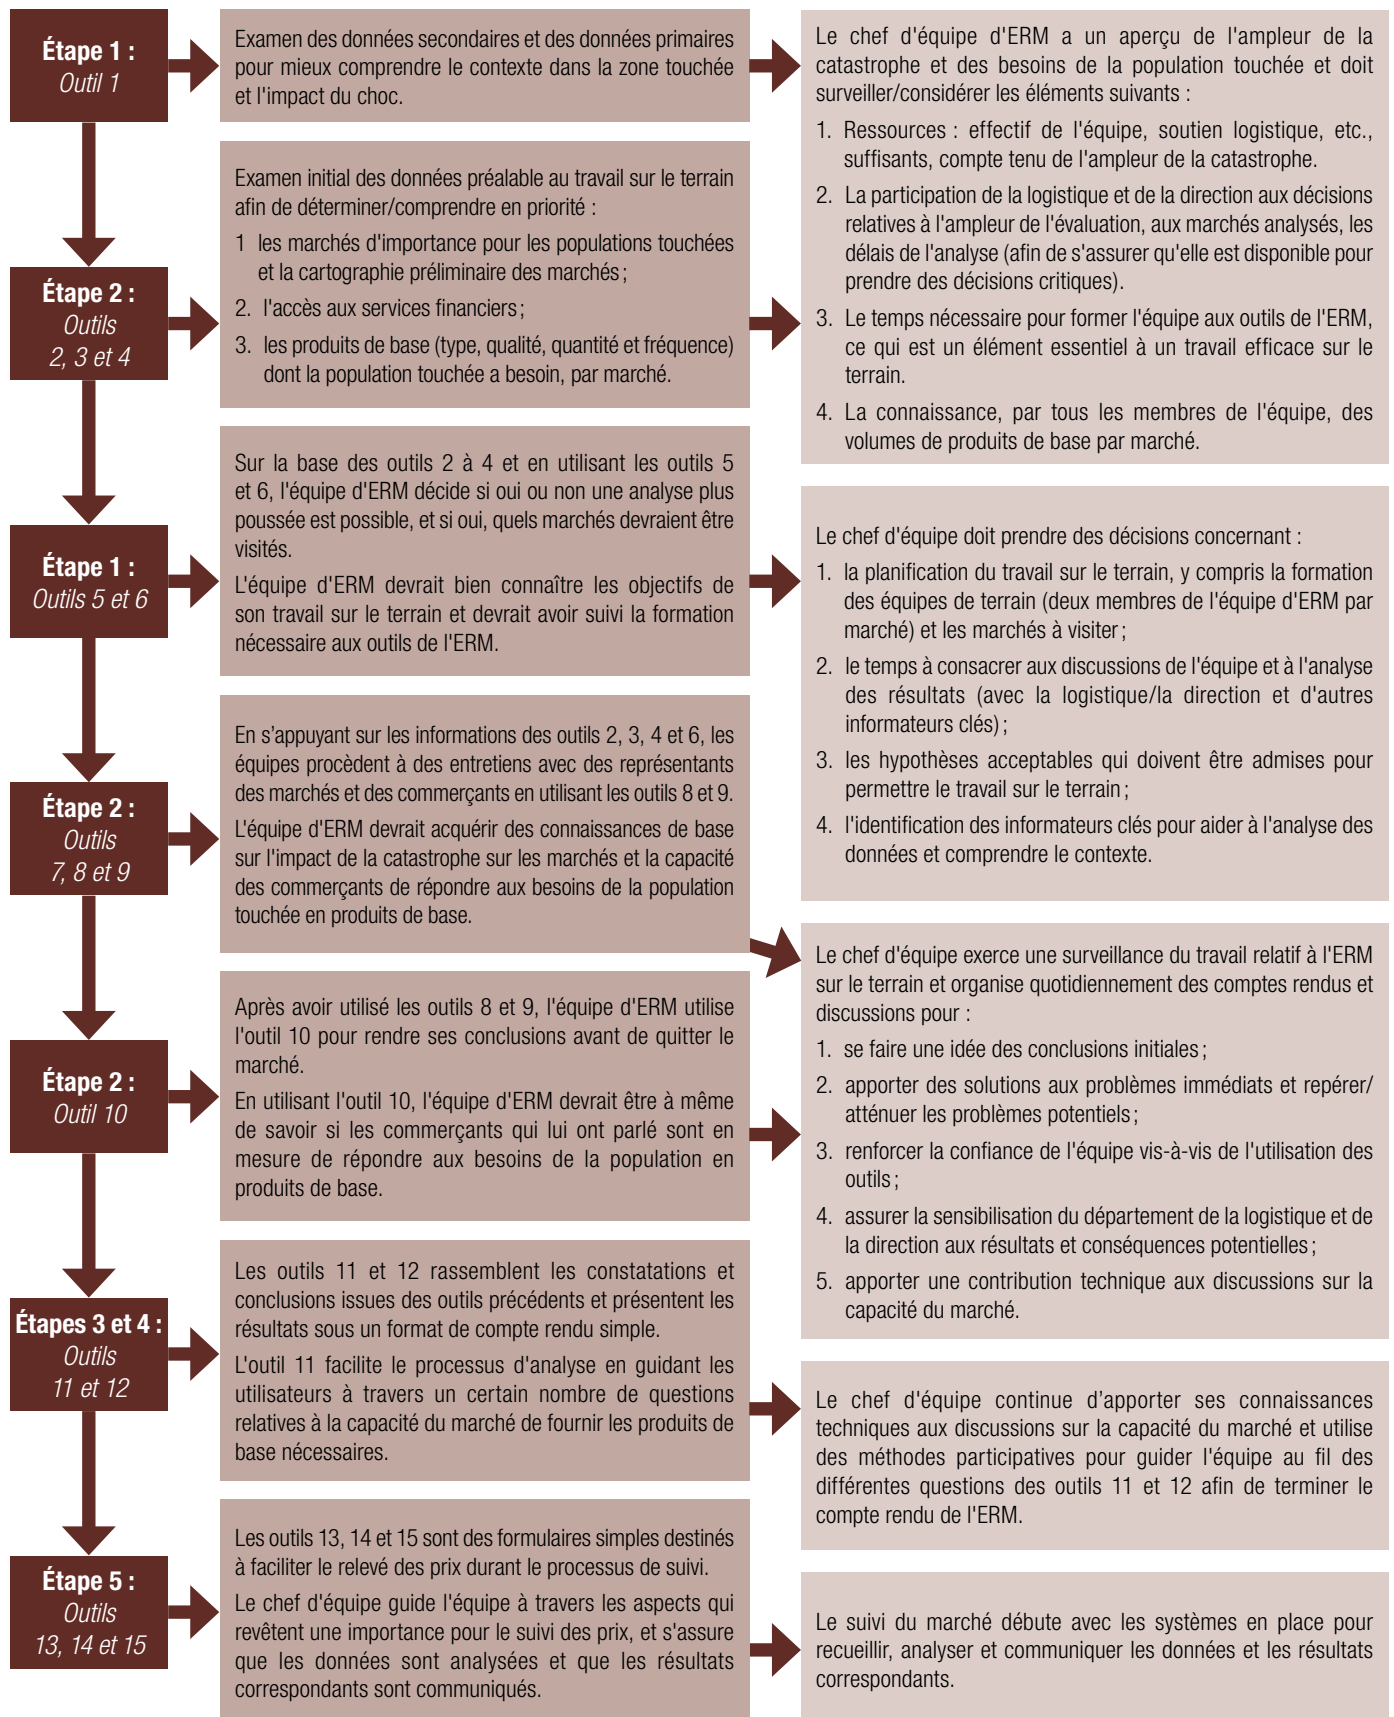 Étape 1 :
Outil 1
Examen des données secondaires et des données primaires
pour mieux comprendre le contexte dans la zone touchée
et l'impact du choc.
Le chef d'équipe d'ERM a un aperçu de l'ampleur de la
catastrophe et des besoins de la population touchée et doit
surveiller/considérer les éléments suivants :
1. Ressources : effectif de l'équipe, soutien logistique, etc.,
suffisants, compte tenu de l'ampleur de la catastrophe.
2. La participation de la logistique et de la direction aux décisions
relatives à l'ampleur de l'évaluation, aux marchés analysés, les
délais de l'analyse (afin de s'assurer qu'elle est disponible pour
prendre des décisions critiques).
3. Le temps nécessaire pour former l'équipe aux outils de l'ERM,
ce qui est un élément essentiel à un travail efficace sur le
terrain.
4. La connaissance, par tous les membres de l'équipe, des
volumes de produits de base par marché.
Étape 2 :
Outils
2, 3 et 4
Examen initial des données préalable au travail sur le terrain
afin de déterminer/comprendre en priorité :
1 les marchés d'importance pour les populations touchées
et la cartographie préliminaire des marchés ;
2. l'accès aux services financiers ;
3. les produits de base (type, qualité, quantité et fréquence)
dont la population touchée a besoin, par marché.
Étape 1 :
Outils 5 et 6
Sur la base des outils 2 à 4 et en utilisant les outils 5
et 6, l'équipe d'ERM décide si oui ou non une analyse plus
poussée est possible, et si oui, quels marchés devraient être
visités.
L'équipe d'ERM devrait bien connaître les objectifs de
son travail sur le terrain et devrait avoir suivi la formation
nécessaire aux outils de l'ERM.
Le chef d'équipe doit prendre des décisions concernant :
1. la planification du travail sur le terrain, y compris la formation
des équipes de terrain (deux membres de l'équipe d'ERM par
marché) et les marchés à visiter ;
2. le temps à consacrer aux discussions de l'équipe et à l'analyse
des résultats (avec la logistique/la direction et d'autres
informateurs clés) ;
3. les hypothèses acceptables qui doivent être admises pour
permettre le travail sur le terrain ;
4. l'identification des informateurs clés pour aider à l'analyse des
données et comprendre le contexte.
Étape 2 :
Outils
7, 8 et 9
En s’appuyant sur les informations des outils 2, 3, 4 et 6, les
équipes procèdent à des entretiens avec des représentants
des marchés et des commerçants en utilisant les outils 8 et 9.
L'équipe d'ERM devrait acquérir des connaissances de base
sur l'impact de la catastrophe sur les marchés et la capacité
des commerçants de répondre aux besoins de la population
touchée en produits de base.
Étape 2 :
Outil 10
Après avoir utilisé les outils 8 et 9, l'équipe d'ERM utilise
l'outil 10 pour rendre ses conclusions avant de quitter le
marché.
En utilisant l'outil 10, l'équipe d'ERM devrait être à même
de savoir si les commerçants qui lui ont parlé sont en
mesure de répondre aux besoins de la population en
produits de base.
Le chef d'équipe exerce une surveillance du travail relatif à l'ERM
sur le terrain et organise quotidiennement des comptes rendus et
discussions pour :
1. se faire une idée des conclusions initiales ;
2. apporter des solutions aux problèmes immédiats et repérer/
atténuer les problèmes potentiels ;
3. renforcer la confiance de l'équipe vis-à-vis de l'utilisation des
outils ;
4. assurer la sensibilisation du département de la logistique et de
la direction aux résultats et conséquences potentielles ;
5. apporter une contribution technique aux discussions sur la
capacité du marché.
Étapes 3 et 4 :
Outils
11 et 12
Les outils 11 et 12 rassemblent les constatations et
conclusions issues des outils précédents et présentent les
résultats sous un format de compte rendu simple.
L'outil 11 facilite le processus d'analyse en guidant les
utilisateurs à travers un certain nombre de questions
relatives à la capacité du marché de fournir les produits de
base nécessaires.
Le chef d'équipe continue d’apporter ses connaissances
techniques aux discussions sur la capacité du marché et utilise
des méthodes participatives pour guider l'équipe au fil des
différentes questions des outils 11 et 12 afin de terminer le
compte rendu de l'ERM.
Étape 5 :
Outils
13, 14 et 15
Les outils 13, 14 et 15 sont des formulaires simples destinés
à faciliter le relevé des prix durant le processus de suivi.
Le chef d'équipe guide l'équipe à travers les aspects qui
revêtent une importance pour le suivi des prix, et s'assure
que les données sont analysées et que les résultats
correspondants sont communiqués.
Le suivi du marché débute avec les systèmes en place pour
recueillir, analyser et communiquer les données et les résultats
correspondants.